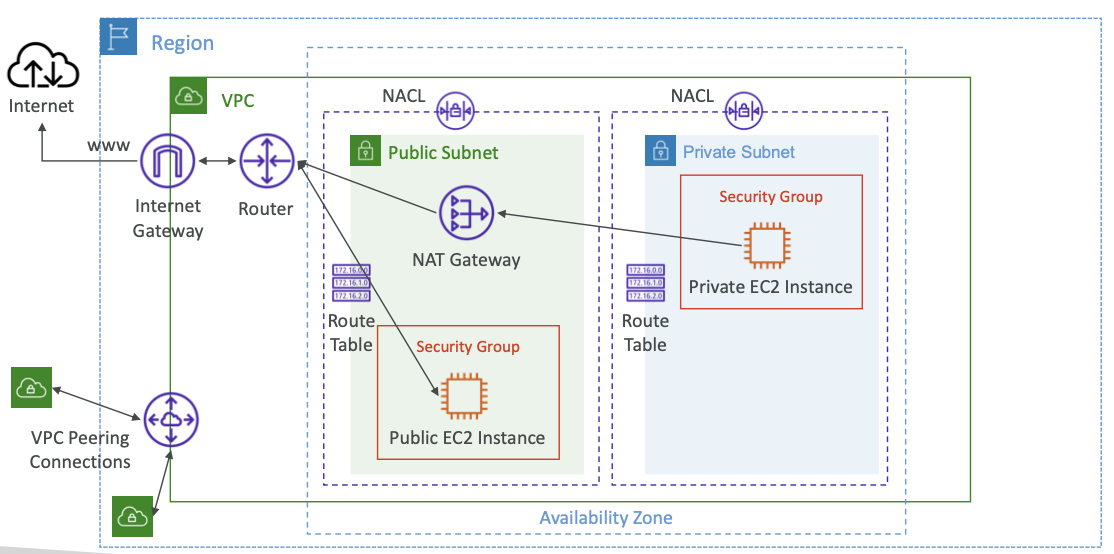 Region
Internet
www
VPC
Internet
Gateway
Router
NACL
Public Subnet
NAT Gateway
172.16.0.0
172.16.1.0
172.16.2.0
Route
Table
Security Group
Public EC2 Instance
NACL
Private Subnet
Security Group
Private EC2 Instance
172.16.0.0
172.16.1.0
172.16.2.0
Route
Table
VPC Peering
Connections
Availability Zone